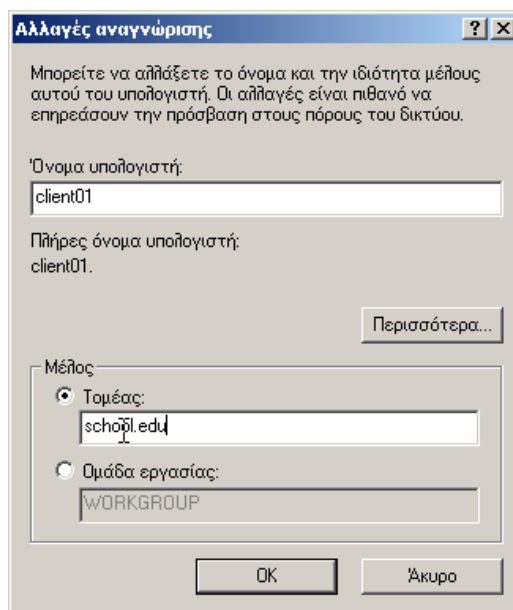 Αλλαγές αναγνώρισης
Μπορείτε να αλλάξετε το όνομα και την ιδιότητα μέλους
αυτού του υπολογιστή. Οι αλλαγές είναι πιθανό να
επηρεάσουν την πρόσβαση στους πόρους του δικτύου.
Όνομα υπολογιστή:
client01
Πλήρες όνομα υπολογιστή:
client01.
Περισσότερα...
Μέλος
Τομέας:
school.edu
Ομάδα εργασίας:
WORKGROUP
OK
Άκυρο